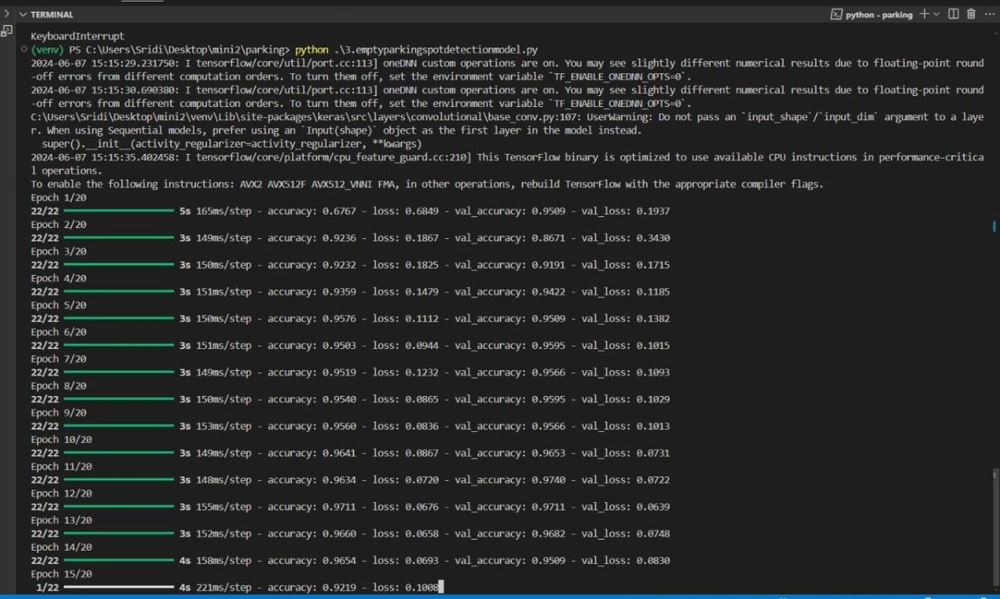 TERMINAL
python - parking
KeyboardInterrupt
(venv) PS C:\Users\Sridi\Desktop\mini2\parking> python .\3.emptyparkingspotdetectionmodel.py
2024-06-07 15:15:29.231750: I tensorflow/core/util/port.cc:113] oneDNN custom operations are on. You may see slightly different numerical results due to floating-point round
-off errors from different computation orders. To turn them off, set the environment variable `TF_ENABLE_ONEDNN_OPTS=0`.
2024-06-07 15:15:30.690380: I tensorflow/core/util/port.cc:113] oneDNN custom operations are on. You may see slightly different numerical results due to floating-point round
-off errors from different computation orders. To turn them off, set the environment variable `TF_ENABLE_ONEDNN_OPTS=0`.
C:\Users\Sridi\Desktop\mini2\venv\Lib\site-packages\keras\src\layers\convolutional\base_conv.py:107: UserWarning: Do not pass an `input_shape`/`input_dim` argument to a laye
r. When using Sequential models, prefer using an `Input(shape)` object as the first layer in the model instead.
super().__init__(activity_regularizer=activity_regularizer, **kwargs)
2024-06-07 15:15:35.402458: I tensorflow/core/platform/cpu_feature_guard.cc:210] This TensorFlow binary is optimized to use available CPU instructions in performance-critica
l operations.
To enable the following instructions: AVX2 AVX512F AVX512_VNNI FMA, in other operations, rebuild TensorFlow with the appropriate compiler flags.
Epoch 1/20
22/22 5s 165ms/step - accuracy: 0.6767 - loss: 0.6849 - val_accuracy: 0.9509 - val_loss: 0.1937
Epoch 2/20
22/22 3s 149ms/step - accuracy: 0.9236 - loss: 0.1867 - val_accuracy: 0.8671 - val_loss: 0.3430
Epoch 3/20
22/22 3s 150ms/step - accuracy: 0.9232 - loss: 0.1825 - val_accuracy: 0.9191 - val_loss: 0.1715
Epoch 4/20
22/22 3s 151ms/step - accuracy: 0.9359 - loss: 0.1479 - val_accuracy: 0.9422 - val_loss: 0.1185
Epoch 5/20
22/22 3s 150ms/step - accuracy: 0.9576 - loss: 0.1112 - val_accuracy: 0.9509 - val_loss: 0.1382
Epoch 6/20
22/22 3s 151ms/step - accuracy: 0.9503 - loss: 0.0944 - val_accuracy: 0.9595 - val_loss: 0.1015
Epoch 7/20
22/22 3s 149ms/step - accuracy: 0.9519 - loss: 0.1232 - val_accuracy: 0.9566 - val_loss: 0.1093
Epoch 8/20
22/22 3s 150ms/step - accuracy: 0.9540 - loss: 0.0865 - val_accuracy: 0.9595 - val_loss: 0.1029
Epoch 9/20
22/22 3s 153ms/step - accuracy: 0.9560 - loss: 0.0836 - val_accuracy: 0.9566 - val_loss: 0.1013
Epoch 10/20
22/22 3s 149ms/step - accuracy: 0.9641 - loss: 0.0867 - val_accuracy: 0.9653 - val_loss: 0.0731
Epoch 11/20
22/22 3s 148ms/step - accuracy: 0.9634 - loss: 0.0720 - val_accuracy: 0.9740 - val_loss: 0.0722
Epoch 12/20
22/22 3s 155ms/step - accuracy: 0.9711 - loss: 0.0676 - val_accuracy: 0.9711 - val_loss: 0.0639
Epoch 13/20
22/22 3s 152ms/step - accuracy: 0.9660 - loss: 0.0658 - val_accuracy: 0.9682 - val_loss: 0.0748
Epoch 14/20
22/22 4s 158ms/step - accuracy: 0.9654 - loss: 0.0693 - val_accuracy: 0.9509 - val_loss: 0.0830
Epoch 15/20
1/22 4s 221ms/step - accuracy: 0.9219 - loss: 0.1008